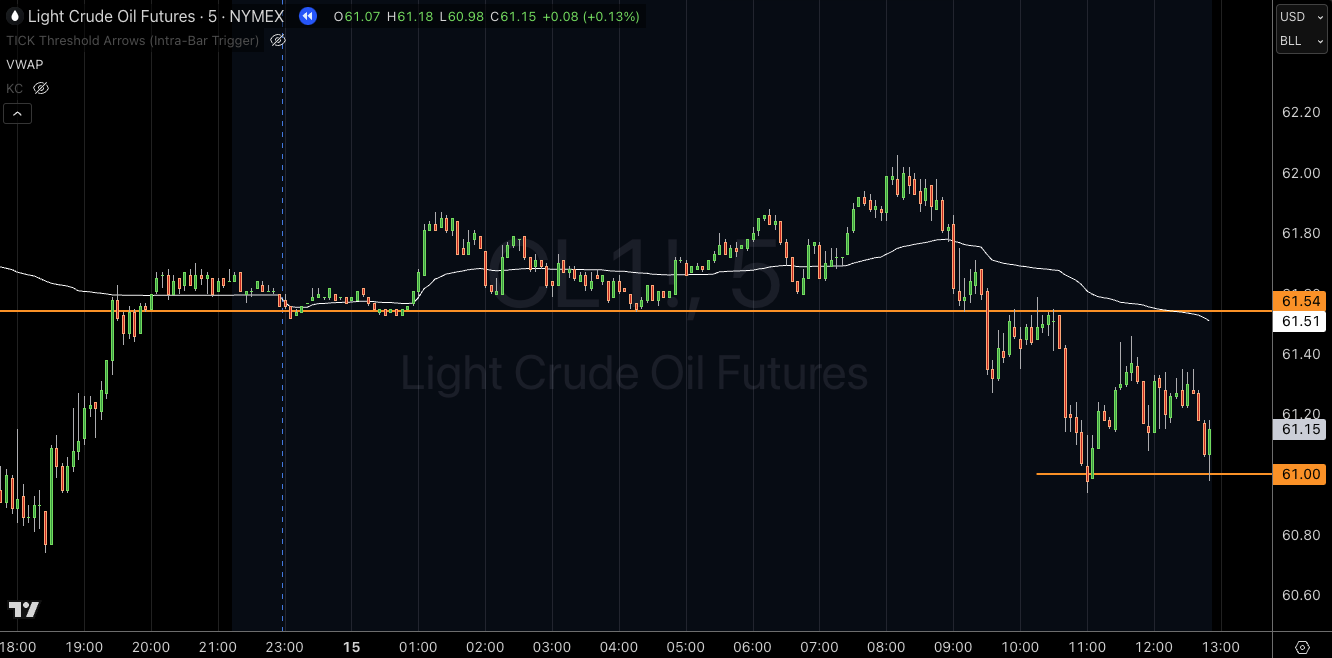 Light Crude Oil Futures · 5 · NYMEX O61.07 H61.18 L60.98 C61.15 +0.08 (+0.13%)
TICK Threshold Arrows (Intra-Bar Trigger)
VWAP
KC
USD
BLL
CL1!, 5
Light Crude Oil Futures
62.20
62.00
61.80
61.60
61.54
61.51
61.40
61.20
61.15
61.00
60.80
60.60
18:00 19:00 20:00 21:00 23:00 15 01:00 02:00 03:00 04:00 05:00 06:00 07:00 08:00 09:00 10:00 11:00 12:00 13:00